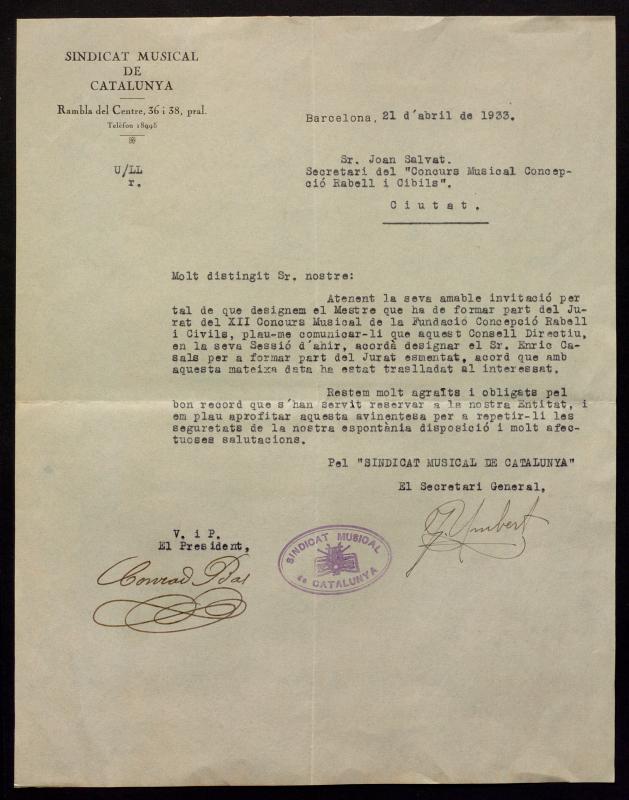 SINDICAT MUSICAL
DE
CATALUNYA
Rambla del Centre, 36 i 38, pral.
Telèfon 18995
U/LL
r.
Barcelona, 21 d'abril de 1933.
Sr. Joan Salvat.
Secretari del "Concurs Musical Concep-
ció Rabell i Cibils".
Ciutat.
Molt distingit Sr. nostre:
Atenent la seva amable invitació per
tal de que designem el Mestre que ha de formar part del Ju-
rat del XII Concurs Musical de la Fundació Concepció Rabell
i Civils, plau-me comunicar-li que aquest Consell Directiu,
en la seva Sessió d'ahir, acordà designar el Sr. Enric Ca-
sals per a formar part del Jurat esmentat, acord que amb
aquesta mateixa data ha estat traslladat al interessat.
Restem molt agraïts i obligats pel
bon record que s'han servit reservar a la nostra Entitat, i
em plau aprofitar aquesta avinentesa per a repetir-li les
seguretats de la nostra espontània disposició i molt afec-
tuoses salutacions.
Pel "SINDICAT MUSICAL DE CATALUNYA"
El Secretari General,
Umbert
V. i P.
El President,
Conrad Bas
SINDICAT MUSICAL
de CATALUNYA